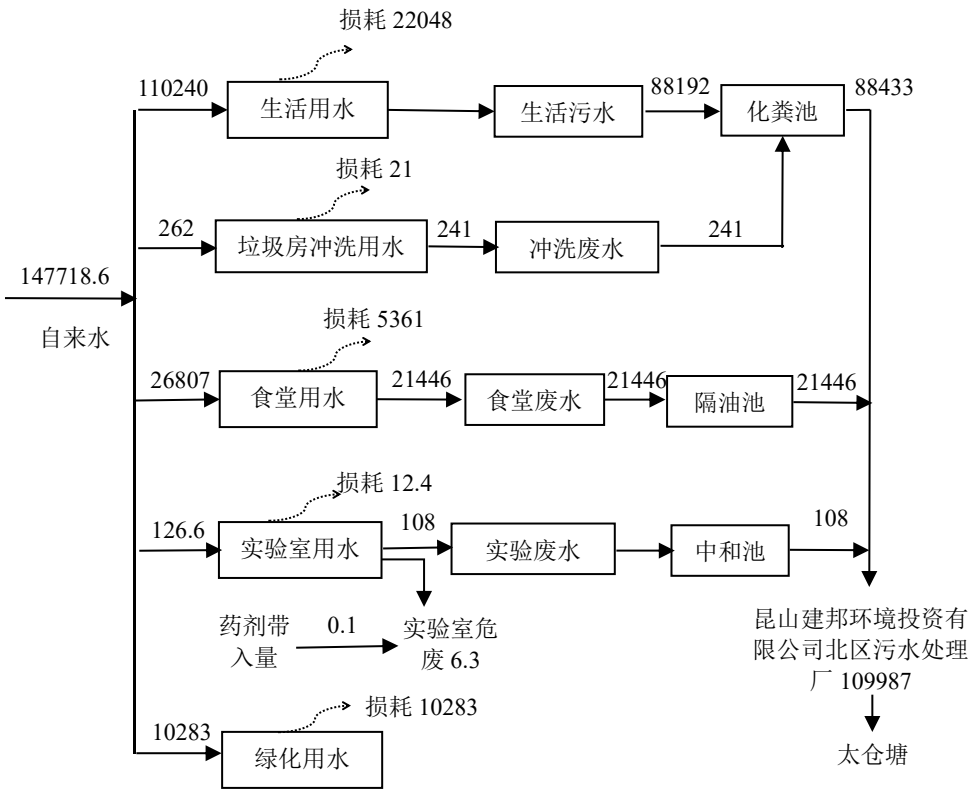 损耗 22048
110240
生活用水
生活污水
88192
化粪池
88433
损耗 21
262
垃圾房冲洗用水
241
冲洗废水
241
147718.6
自来水
损耗 5361
26807
食堂用水
21446
食堂废水
21446
隔油池
21446
损耗 12.4
126.6
实验室用水
108
实验废水
中和池
108
药剂带
入量
0.1
实验室危
废 6.3
昆山建邦环境投资有
限公司北区污水处理
厂 109987
太仓塘
损耗 10283
10283
绿化用水